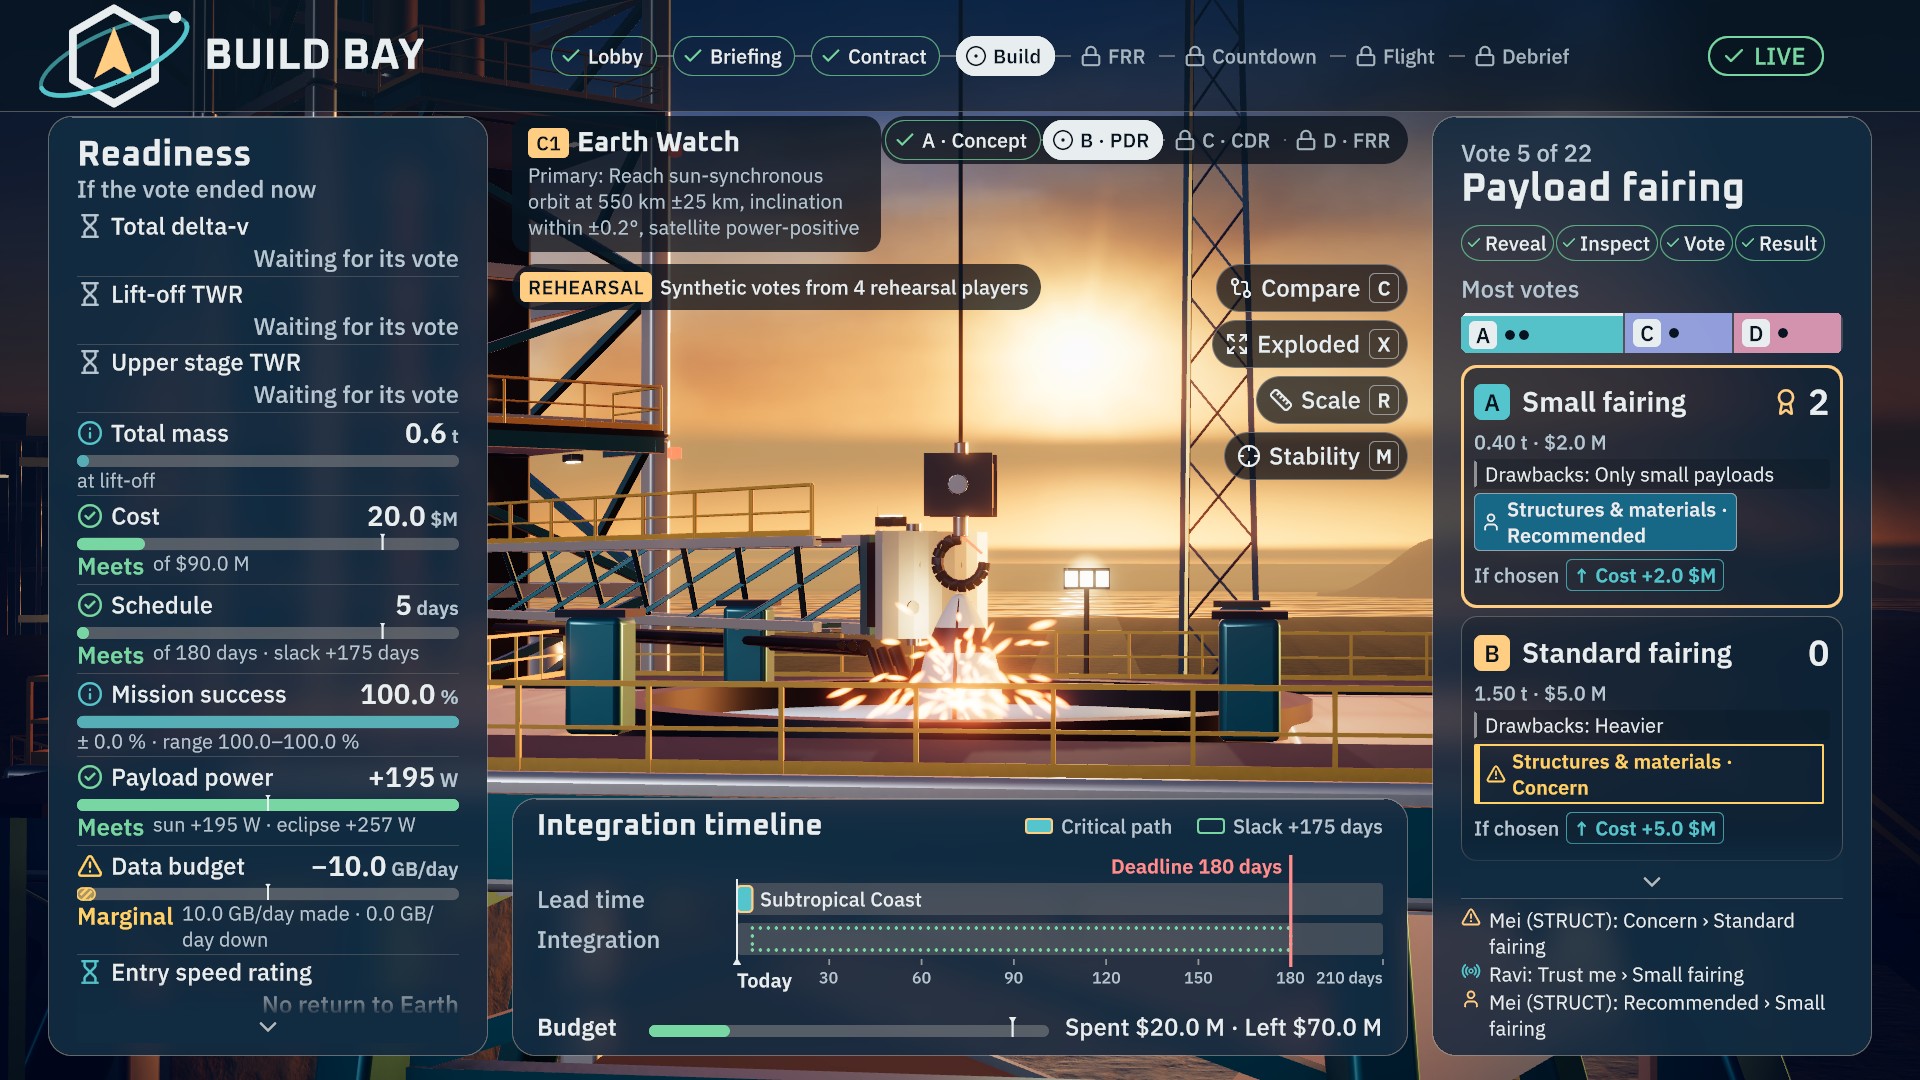 BUILD BAY
Lobby
Briefing
Contract
Build
FRR
Countdown
Flight
Debrief
LIVE
Readiness
If the vote ended now
Total delta-v
Waiting for its vote
Lift-off TWR
Waiting for its vote
Upper stage TWR
Waiting for its vote
Total mass 0.6 t
at lift-off
Cost 20.0 $M
Meets of $90.0 M
Schedule 5 days
Meets of 180 days · slack +175 days
Mission success 100.0 %
± 0.0 % · range 100.0–100.0 %
Payload power +195 W
Meets sun +195 W · eclipse +257 W
Data budget −10.0 GB/day
Marginal 10.0 GB/day made · 0.0 GB/
day down
Entry speed rating
No return to Earth
C1 Earth Watch
Primary: Reach sun-synchronous
orbit at 550 km ±25 km, inclination
within ±0.2°, satellite power-positive
A · Concept
B · PDR
C · CDR
D · FRR
REHEARSAL Synthetic votes from 4 rehearsal players
Compare C
Exploded X
Scale R
Stability M
Integration timeline
Critical path
Slack +175 days
Deadline 180 days
Lead time
Subtropical Coast
Integration
Today 30 60 90 120 150 180 210 days
Budget
Spent $20.0 M · Left $70.0 M
Vote 5 of 22
Payload fairing
Reveal
Inspect
Vote
Result
Most votes
A C D
A Small fairing 2
0.40 t · $2.0 M
Drawbacks: Only small payloads
Structures & materials ·
Recommended
If chosen ↑ Cost +2.0 $M
B Standard fairing 0
1.50 t · $5.0 M
Drawbacks: Heavier
Structures & materials ·
Concern
If chosen ↑ Cost +5.0 $M
Mei (STRUCT): Concern › Standard
fairing
Ravi: Trust me › Small fairing
Mei (STRUCT): Recommended › Small
fairing